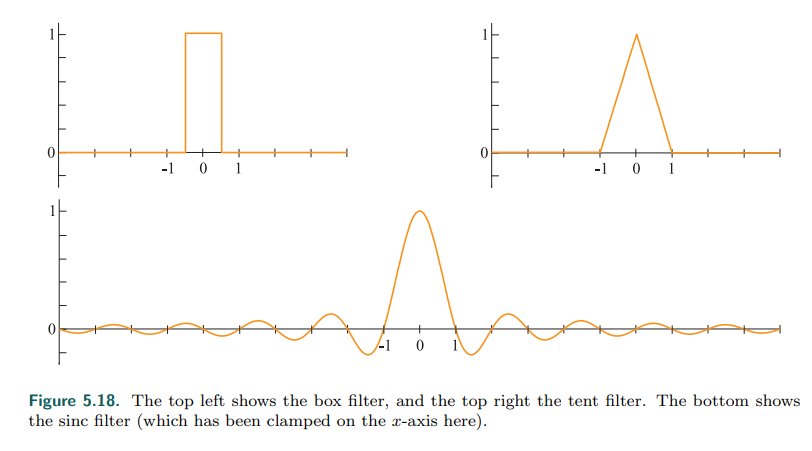 1
0
-1 0 1
1
0
-1 0 1
1
0
-1 0 1
Figure 5.18. The top left shows the box filter, and the top right the tent filter. The bottom shows
the sinc filter (which has been clamped on the x-axis here).